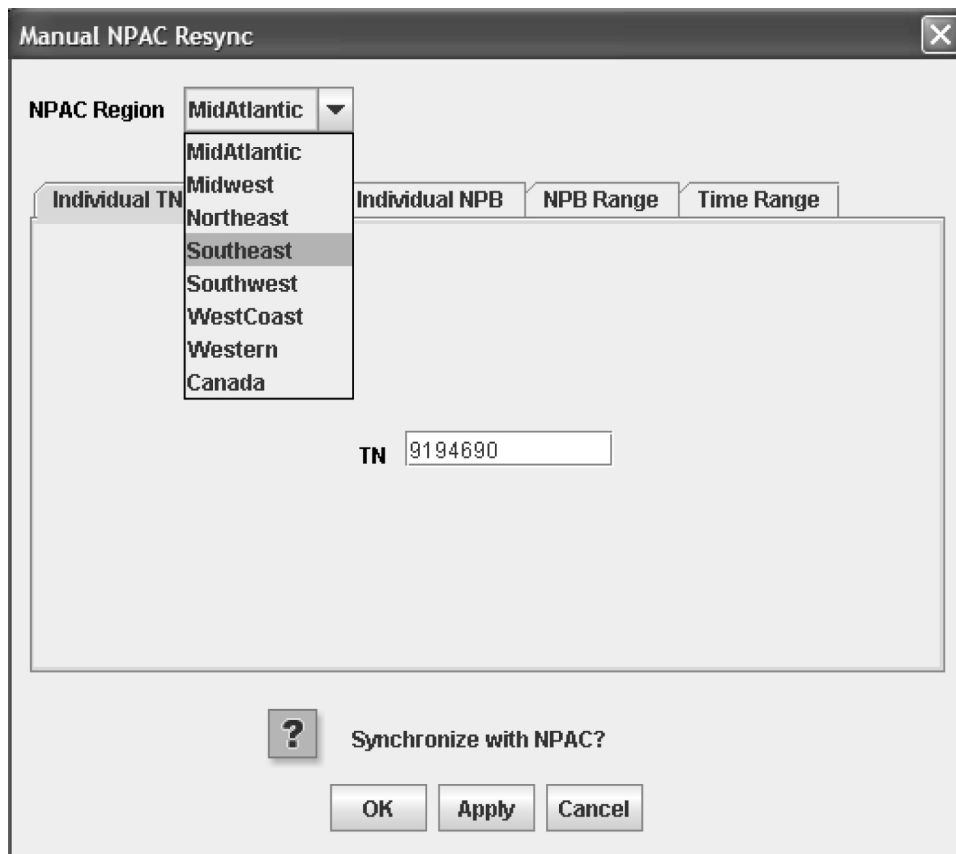 Manual NPAC Resync
NPAC Region MidAtlantic
MidAtlantic
Midwest
Northeast
Southeast
Southwest
WestCoast
Western
Canada
Individual TN Individual NPB NPB Range Time Range
TN 9194690
? Synchronize with NPAC?
OK Apply Cancel